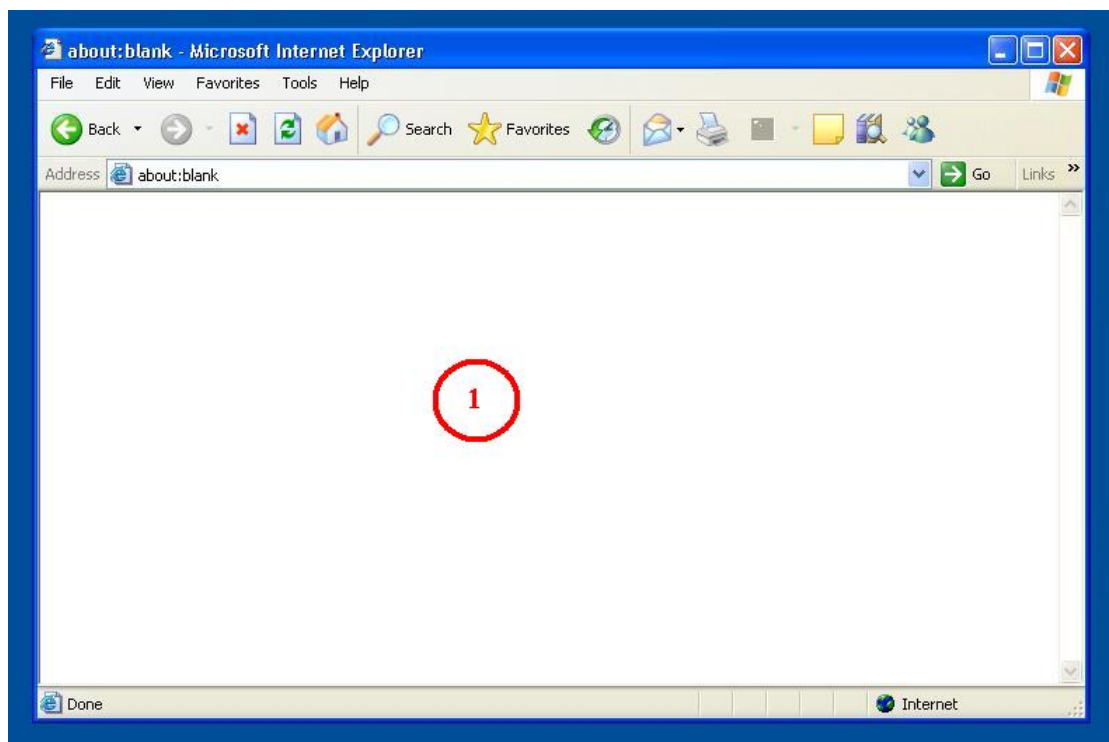 about:blank - Microsoft Internet Explorer
File Edit View Favorites Tools Help
Back Search Favorites
Address about:blank Go Links »
1
Done Internet